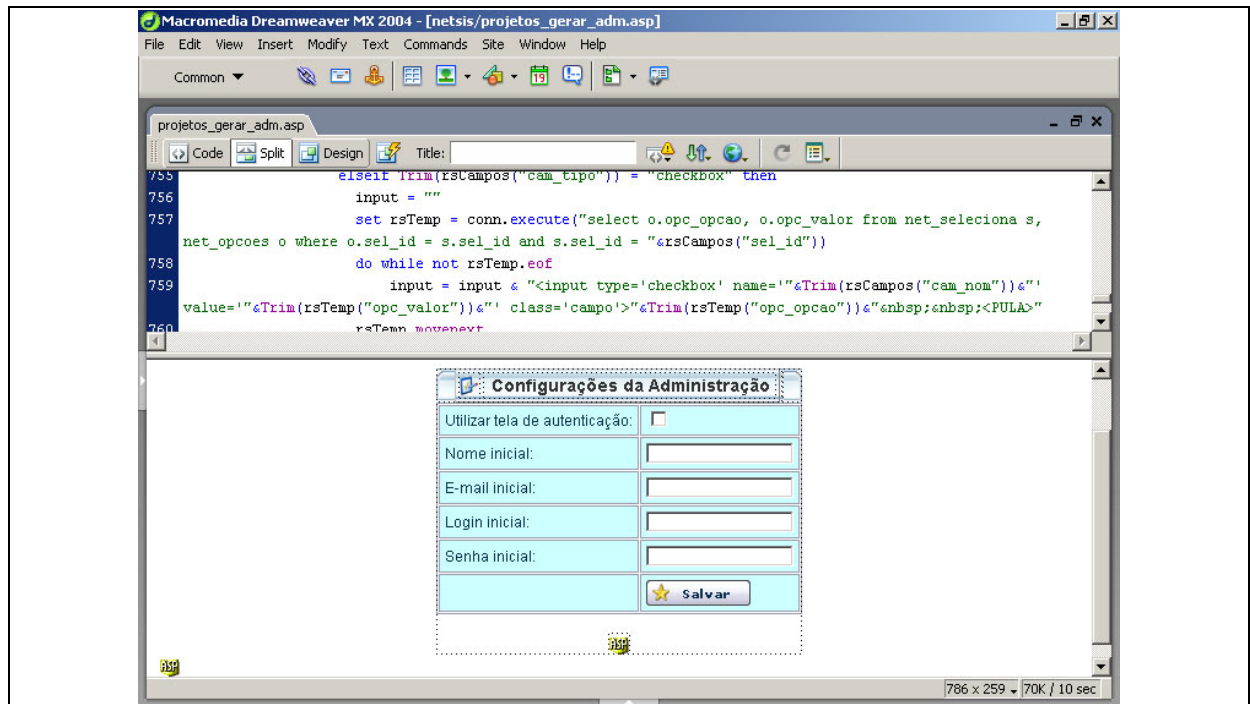 Macromedia Dreamweaver MX 2004 - [netsis/projetos_gerar_adm.asp]
File Edit View Insert Modify Text Commands Site Window Help
Common
19
projetos_gerar_adm.asp
Code Split Design Title:
755 elseif Trim(rsCampos("cam_tipo")) = "checkbox" then
756 input = ""
757 set rsTemp = conn.execute("select o.opc_opcao, o.opc_valor from net_seleciona s,
net_opcoes o where o.sel_id = s.sel_id and s.sel_id = "&rsCampos("sel_id"))
758 do while not rsTemp.eof
759 input = input & "<input type='checkbox' name='"&Trim(rsCampos("cam_nom"))&"'
value='"&Trim(rsTemp("opc_valor"))&"' class='campo'>"&Trim(rsTemp("opc_opcao"))&"&nbsp;&nbsp;<PULA>"
760 rsTemp.movenext
Configurações da Administração
Utilizar tela de autenticação:
Nome inicial:
E-mail inicial:
Login inicial:
Senha inicial:
Salvar
ASP
ASP
786 x 259 70K / 10 sec